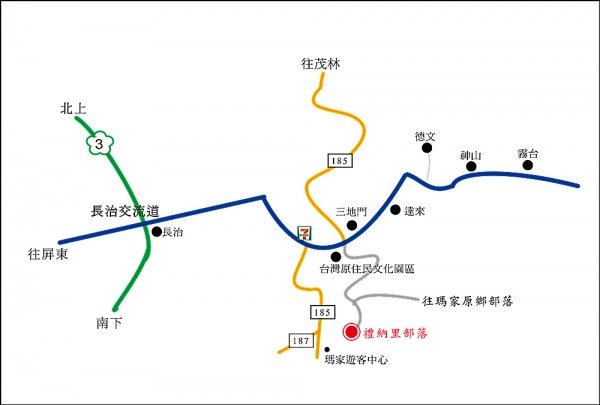 往茂林
北上
3
德文
185
神山
霧台
長治交流道
三地門
達來
長治
7
往屏東
台灣原住民文化園區
往瑪家原鄉部落
185
南下
禮納里部落
187
瑪家遊客中心